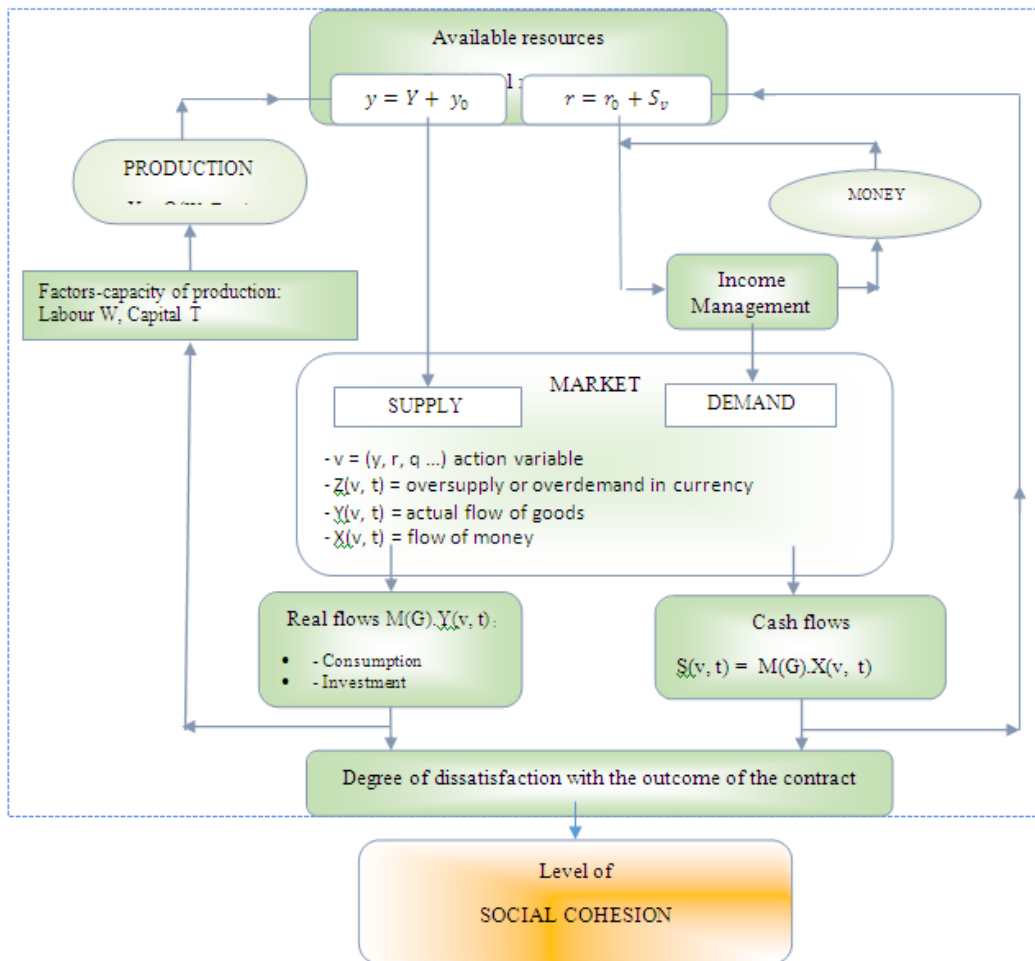 Available resources
y = Y + y₀
r = r₀ + Sᵥ
PRODUCTION
MONEY
Factors-capacity of production:
Labour W, Capital T
Income
Management
MARKET
SUPPLY
DEMAND
- v = (y, r, q ...) action variable
- Z(v, t) = oversupply or overdemand in currency
- Y(v, t) = actual flow of goods
- X(v, t) = flow of money
Real flows M(G).Y(v, t) :
• - Consumption
• - Investment
Cash flows
S(v, t) = M(G).X(v, t)
Degree of dissatisfaction with the outcome of the contract
Level of
SOCIAL COHESION